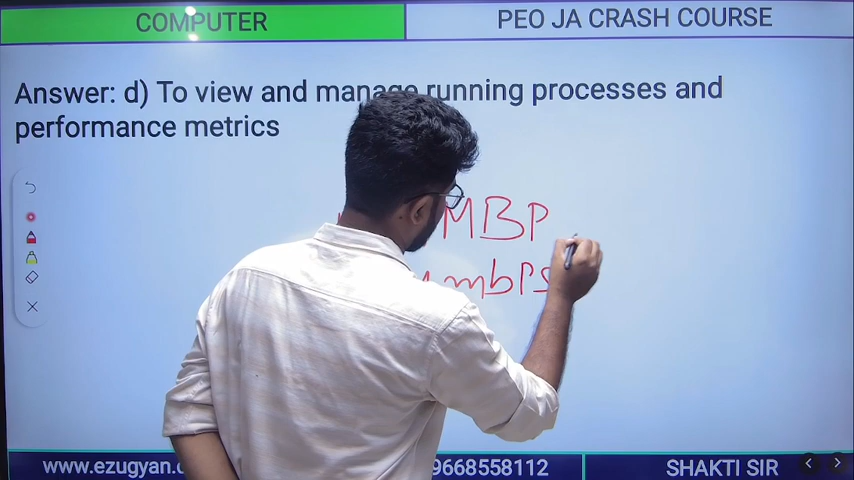 COMPUTER
PEO JA CRASH COURSE
Answer: d) To view and manage running processes and
performance metrics
MBP
mbps
www.ezugyan.
9668558112
SHAKTI SIR